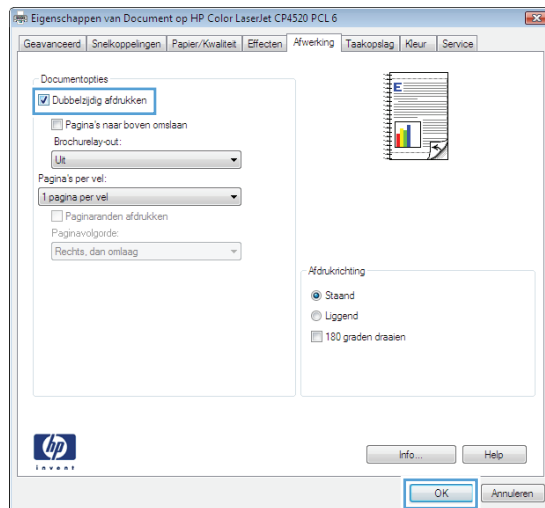 Eigenschappen van Document op HP Color LaserJet CP4520 PCL 6
Geavanceerd Snelkoppelingen Papier/Kwaliteit Effecten Afwerking Taakopslag Kleur Service
Documentopties
Dubbelzijdig afdrukken
Pagina's naar boven omslaan
Brochurelay-out:
Uit
Pagina's per vel:
1 pagina per vel
Paginaranden afdrukken
Paginavolgorde:
Rechts, dan omlaag
E
Afdrukrichting
Staand
Liggend
180 graden draaien
hp
invent
Info... Help
OK Annuleren